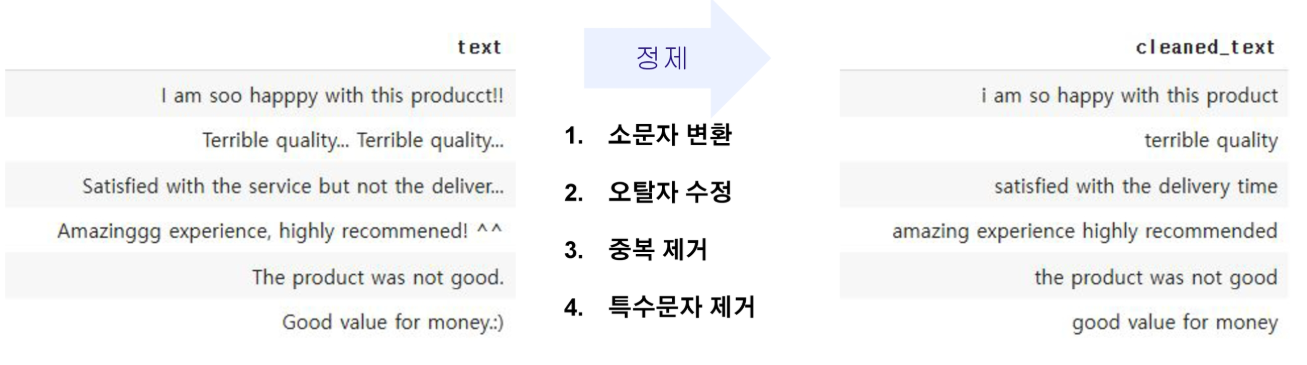 text
I am soo happpy with this producct!!
Terrible quality... Terrible quality...
Satisfied with the service but not the deliver...
Amazinggg experience, highly recommened! ^^
The product was not good.
Good value for money.:)
정제
1. 소문자 변환
2. 오탈자 수정
3. 중복 제거
4. 특수문자 제거
cleaned_text
i am so happy with this product
terrible quality
satisfied with the delivery time
amazing experience highly recommended
the product was not good
good value for money